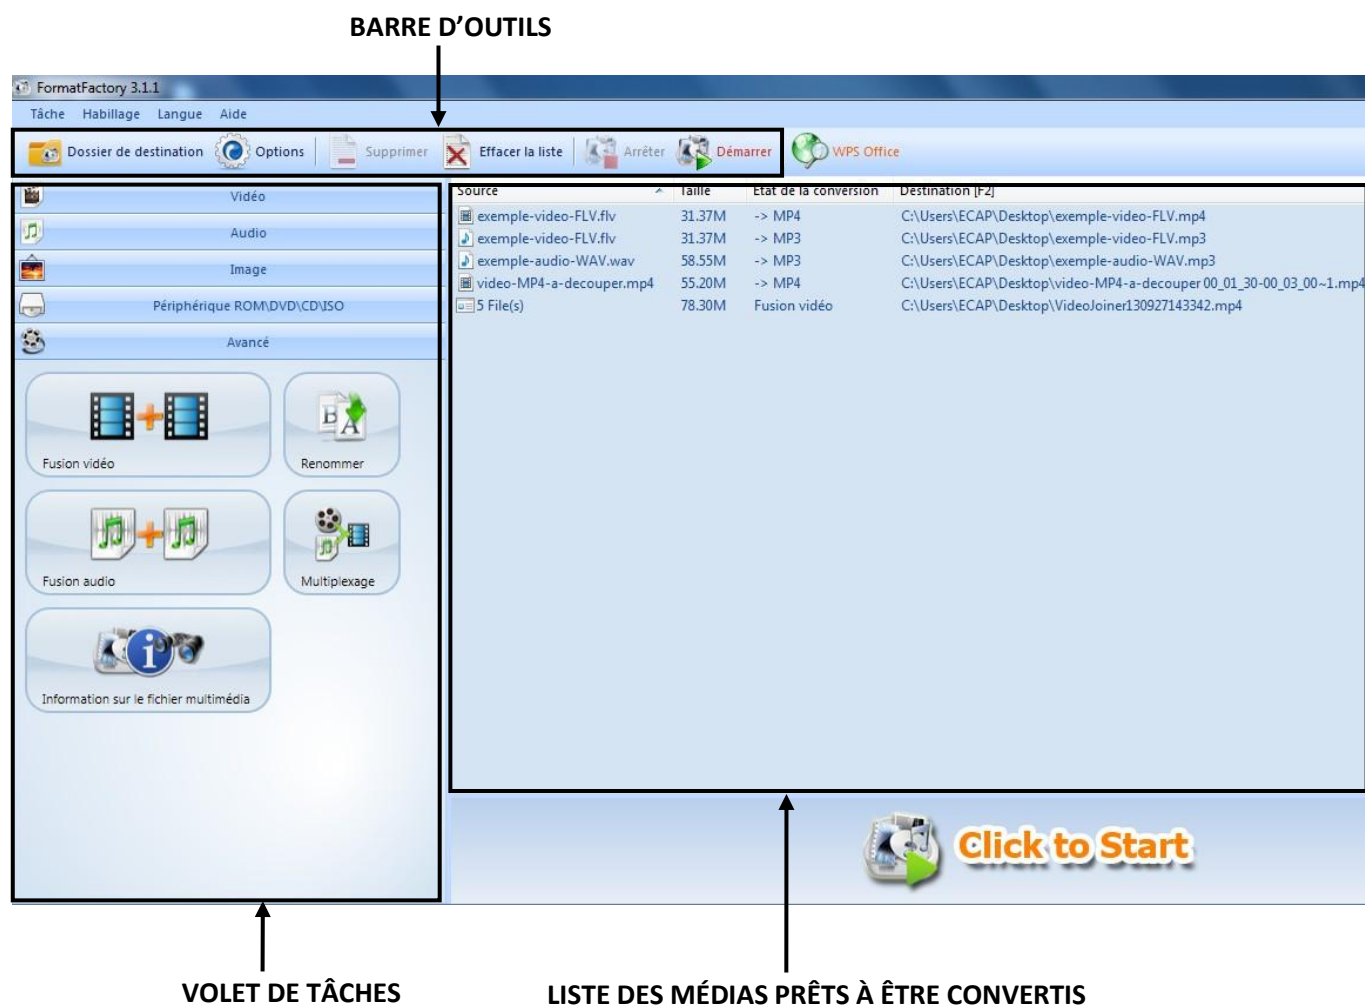 BARRE D’OUTILS
FormatFactory 3.1.1
Tâche Habillage Langue Aide
Dossier de destination Options Supprimer Effacer la liste Arrêter Démarrer WPS Office
Vidéo
Audio
Image
Périphérique ROM\DVD\CD\ISO
Avancé
Fusion vidéo
Renommer
Fusion audio
Multiplexage
Information sur le fichier multimédia
Source Taille Etat de la conversion Destination [F2]
exemple-video-FLV.flv 31.37M -> MP4 C:\Users\ECAP\Desktop\exemple-video-FLV.mp4
exemple-video-FLV.flv 31.37M -> MP3 C:\Users\ECAP\Desktop\exemple-video-FLV.mp3
exemple-audio-WAV.wav 58.55M -> MP3 C:\Users\ECAP\Desktop\exemple-audio-WAV.mp3
video-MP4-a-decouper.mp4 55.20M -> MP4 C:\Users\ECAP\Desktop\video-MP4-a-decouper 00_01_30-00_03_00~1.mp4
5 File(s) 78.30M Fusion vidéo C:\Users\ECAP\Desktop\VideoJoiner130927143342.mp4
Click to Start
VOLET DE TÂCHES
LISTE DES MÉDIAS PRÊTS À ÊTRE CONVERTIS